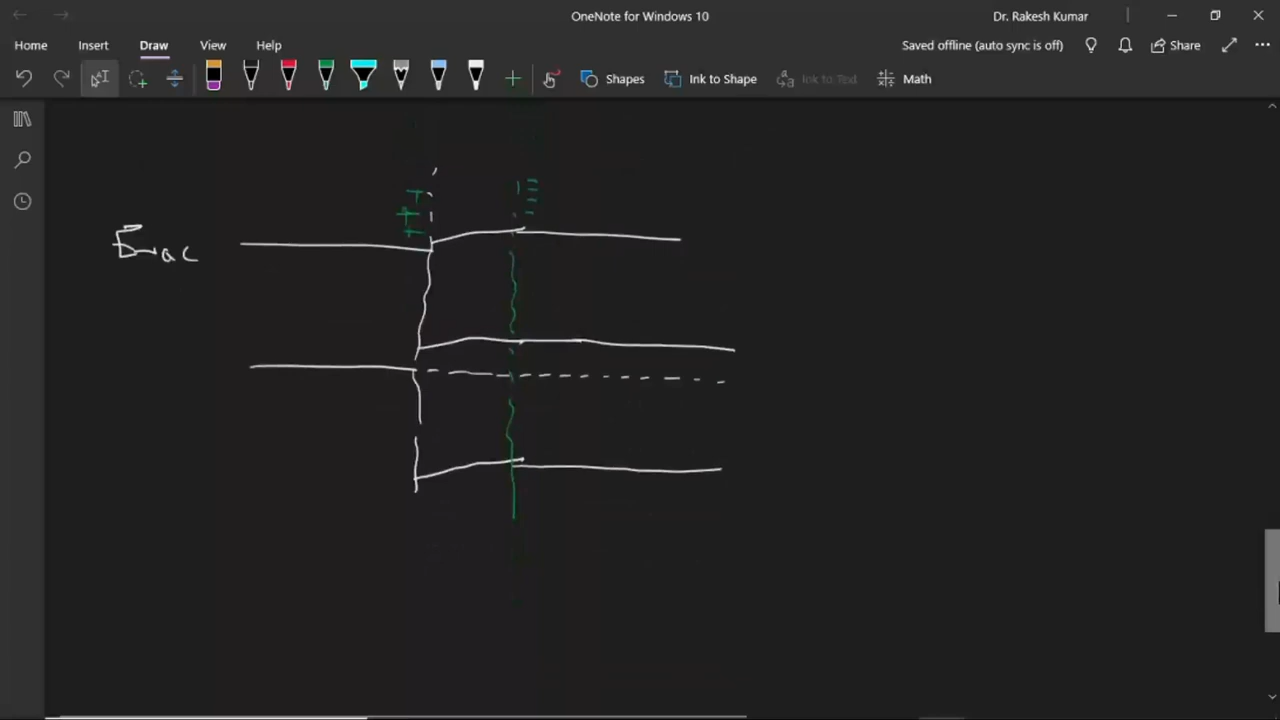 OneNote for Windows 10
Dr. Rakesh Kumar
Home Insert Draw View Help
Saved offline (auto sync is off) Share
Shapes Ink to Shape Ink to Text Math
+++
Evac